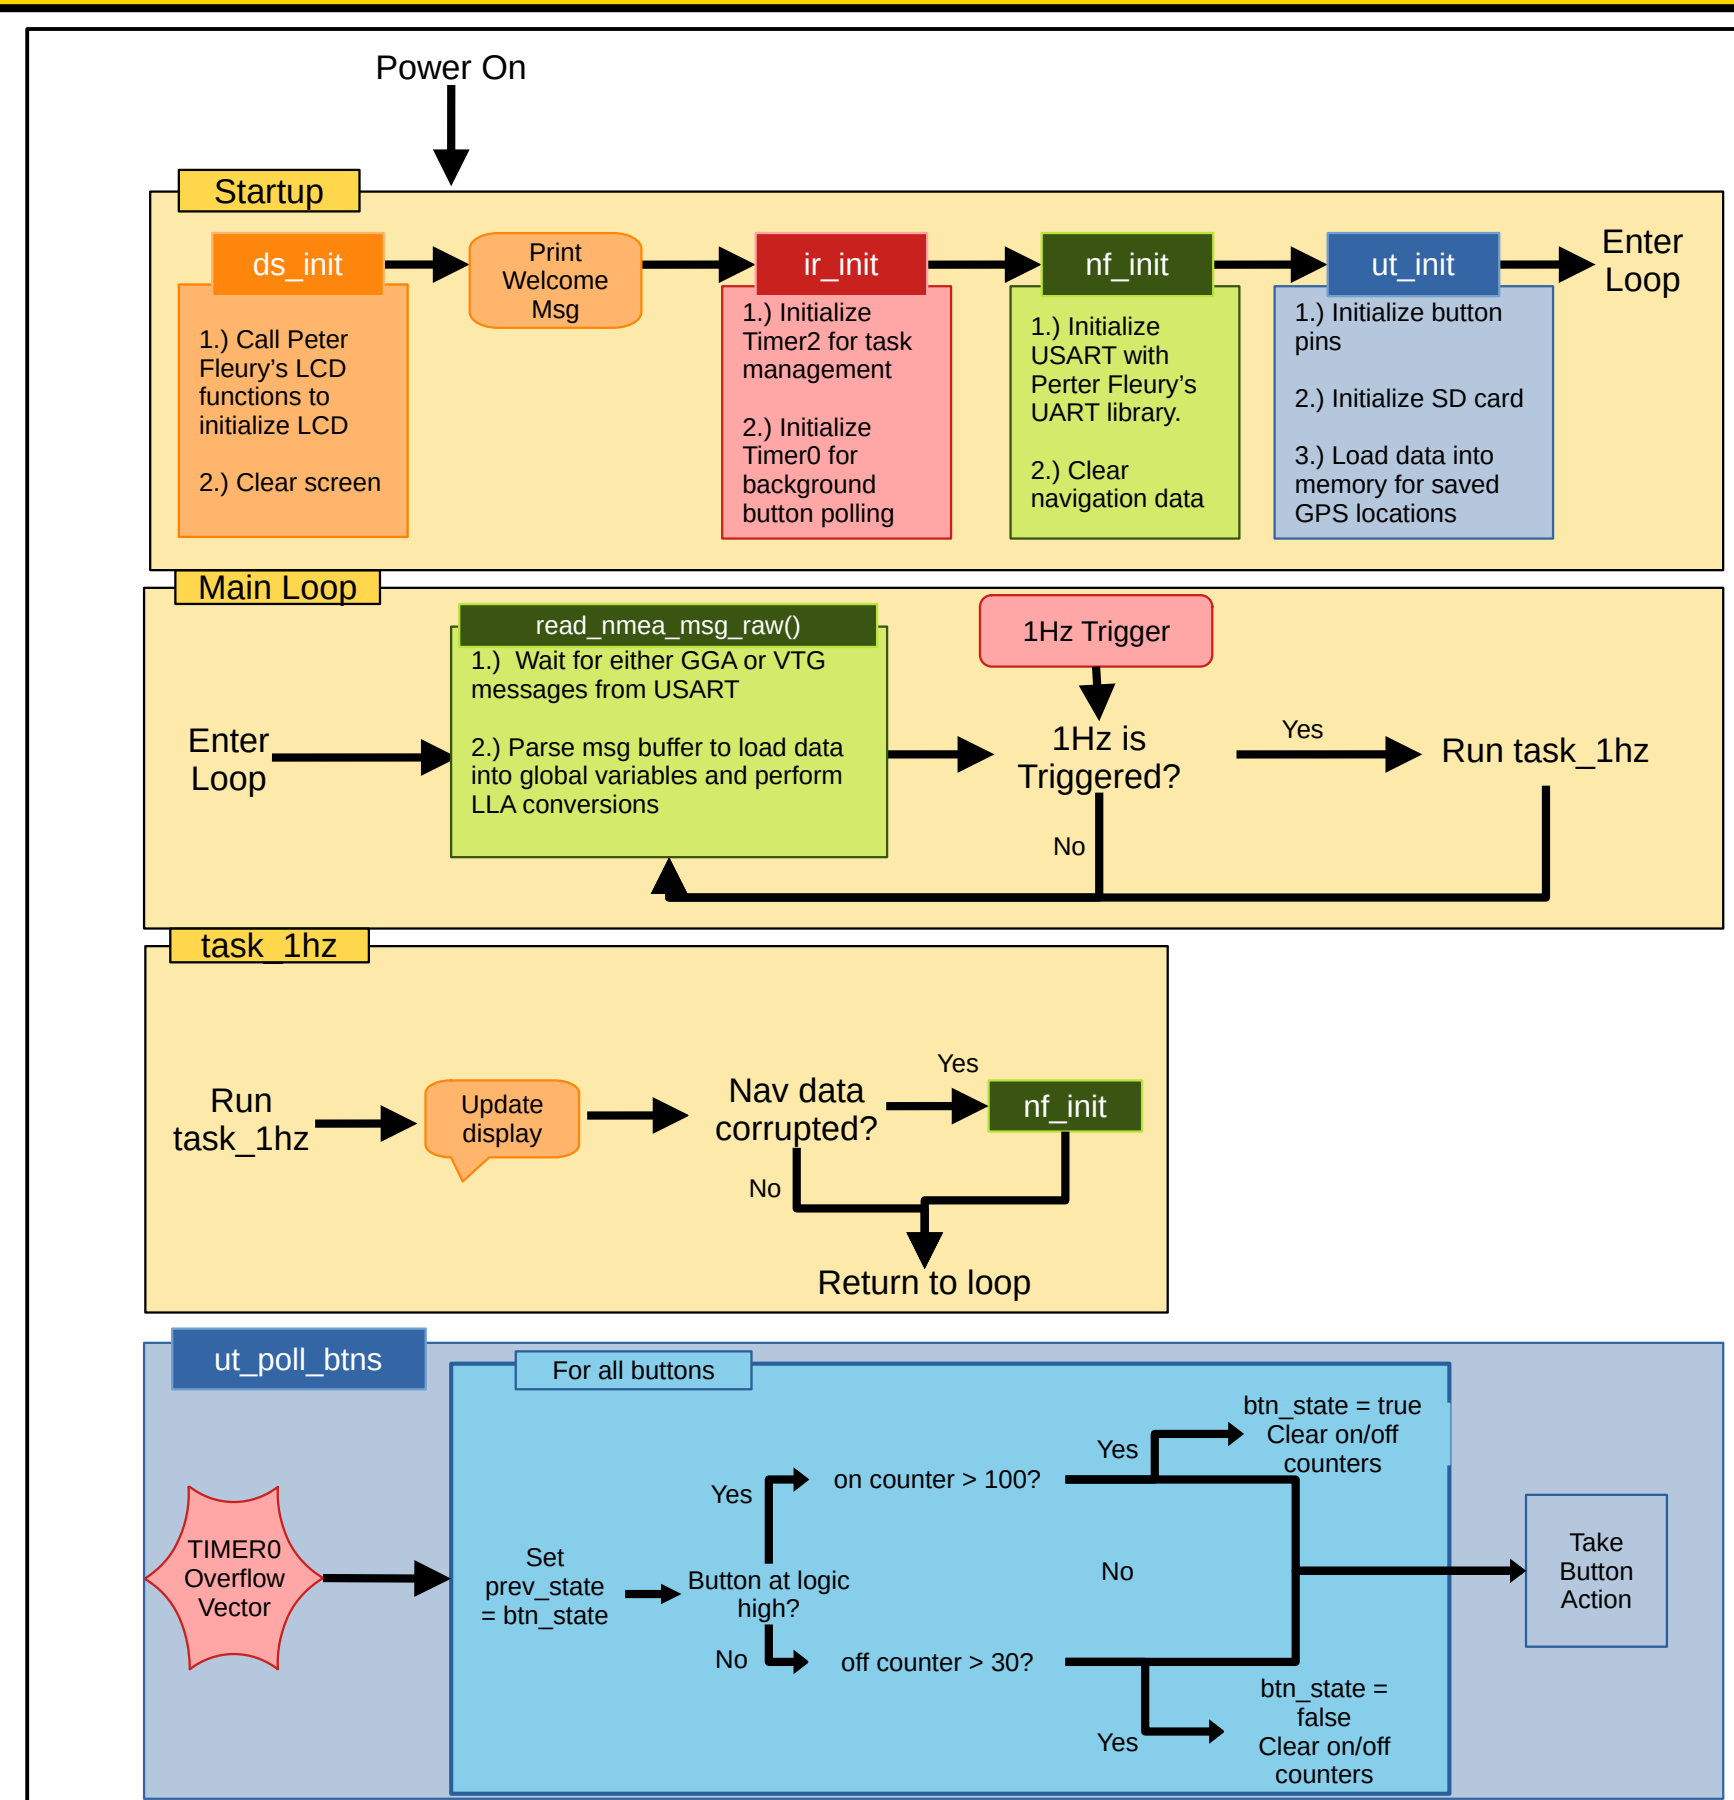 Power On
Startup
ds_init
1.) Call Peter
Fleury’s LCD
functions to
initialize LCD
2.) Clear screen
Print
Welcome
Msg
ir_init
1.) Initialize
Timer2 for task
management
2.) Initialize
Timer0 for
background
button polling
nf_init
1.) Initialize
USART with
Perter Fleury’s
UART library.
2.) Clear
navigation data
ut_init
1.) Initialize button
pins
2.) Initialize SD card
3.) Load data into
memory for saved
GPS locations
Enter
Loop
Main Loop
Enter
Loop
read_nmea_msg_raw()
1.)  Wait for either GGA or VTG
messages from USART
2.) Parse msg buffer to load data
into global variables and perform
LLA conversions
1Hz Trigger
1Hz is
Triggered?
Yes
No
Run task_1hz
task_1hz
Run
task_1hz
Update
display
Nav data
corrupted?
Yes
No
nf_init
Return to loop
ut_poll_btns
For all buttons
TIMER0
Overflow
Vector
Set
prev_state
= btn_state
Button at logic
high?
Yes
No
on counter > 100?
off counter > 30?
Yes
No
Yes
btn_state = true
Clear on/off
counters
btn_state =
false
Clear on/off
counters
Take
Button
Action